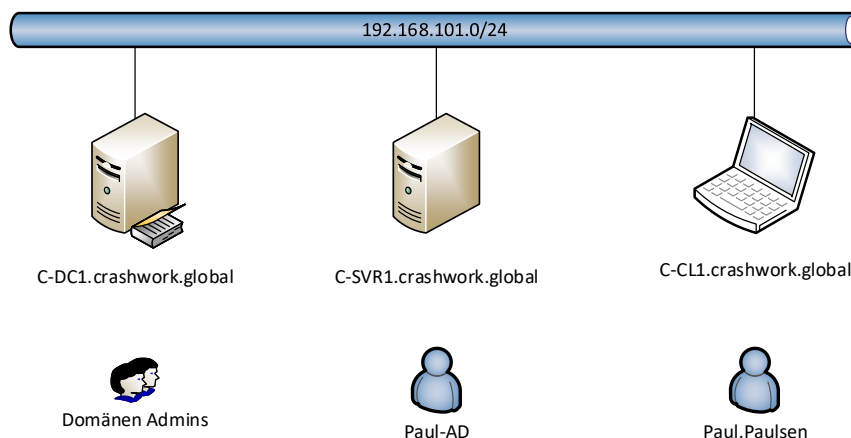 192.168.101.0/24
C-DC1.crashwork.global
C-SVR1.crashwork.global
C-CL1.crashwork.global
Domänen Admins
Paul-AD
Paul.Paulsen